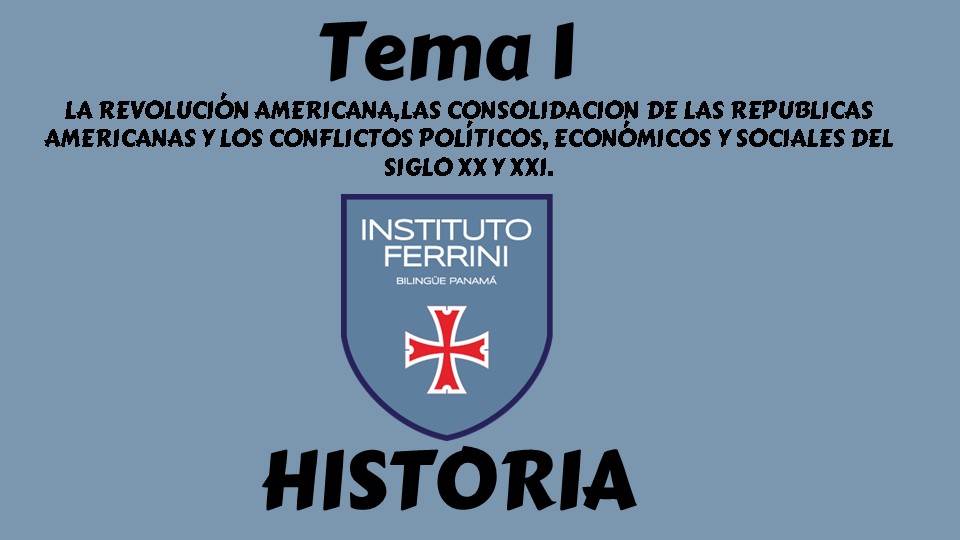 Tema I
LA REVOLUCIÓN AMERICANA,LAS CONSOLIDACION DE LAS REPUBLICAS
AMERICANAS Y LOS CONFLICTOS POLÍTICOS, ECONÓMICOS Y SOCIALES DEL
SIGLO XX Y XXI.
INSTITUTO
FERRINI
BILINGÜE PANAMÁ
HISTORIA